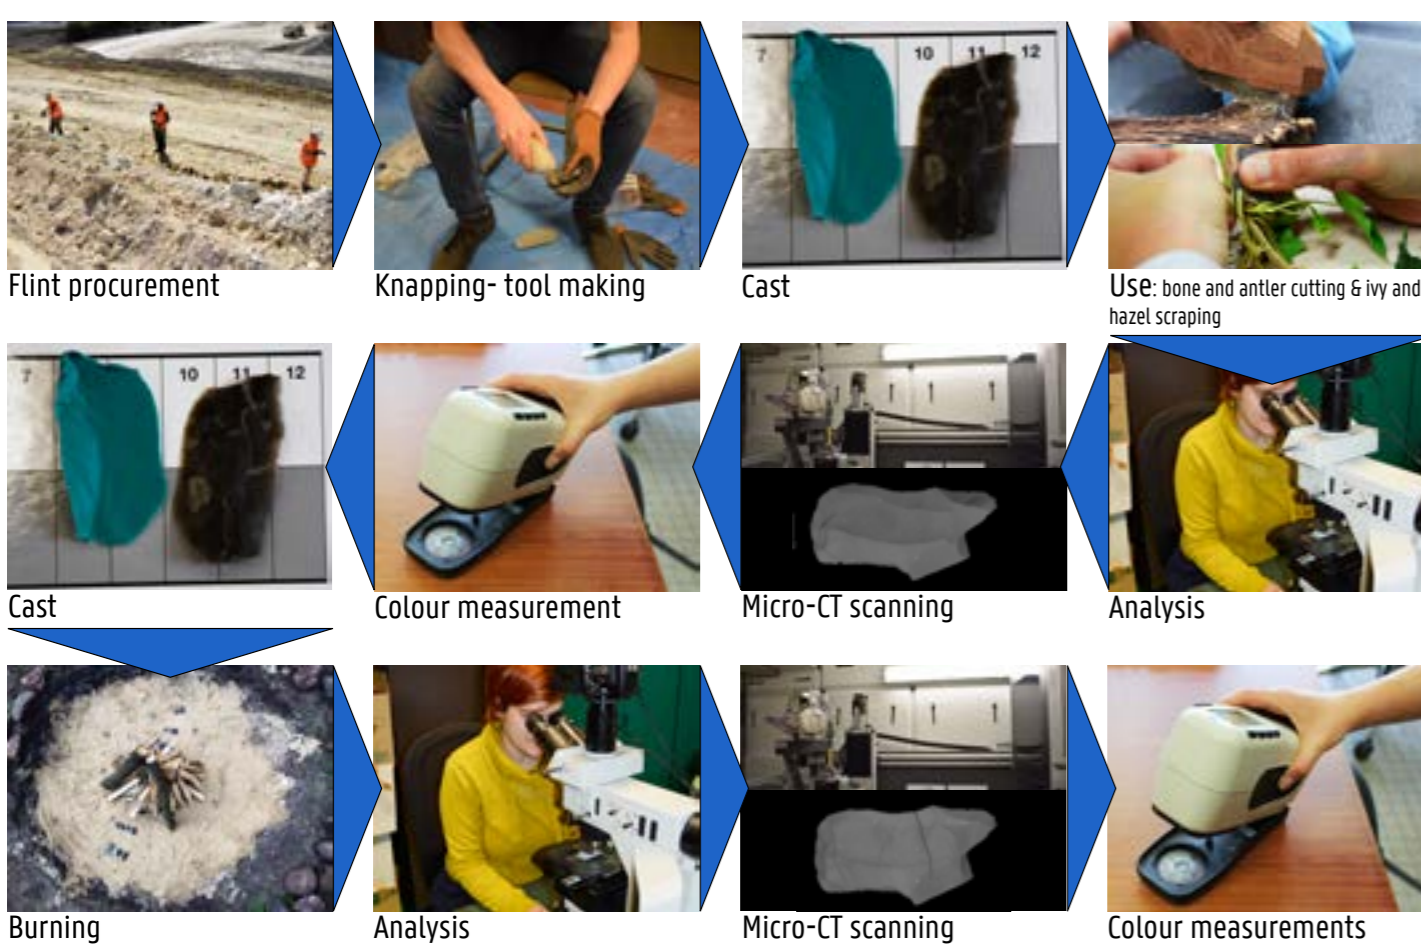 7 10 11 12
Flint procurement
Knapping- tool making
Cast
Use: bone and antler cutting & ivy and
hazel scraping
7 10 11 12
Cast
Colour measurement
Micro-CT scanning
Analysis
Burning
Analysis
Micro-CT scanning
Colour measurements